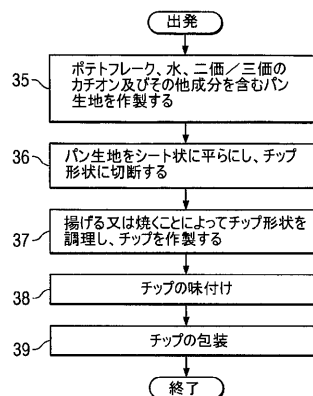 出発
35
ポテトフレーク、水、二価／三価の
カチオン及びその他成分を含むパン
生地を作製する
36
パン生地をシート状に平らにし、チップ
形状に切断する
37
揚げる又は焼くことによってチップ形状を
調理し、チップを作製する
38
チップの味付け
39
チップの包装
終了